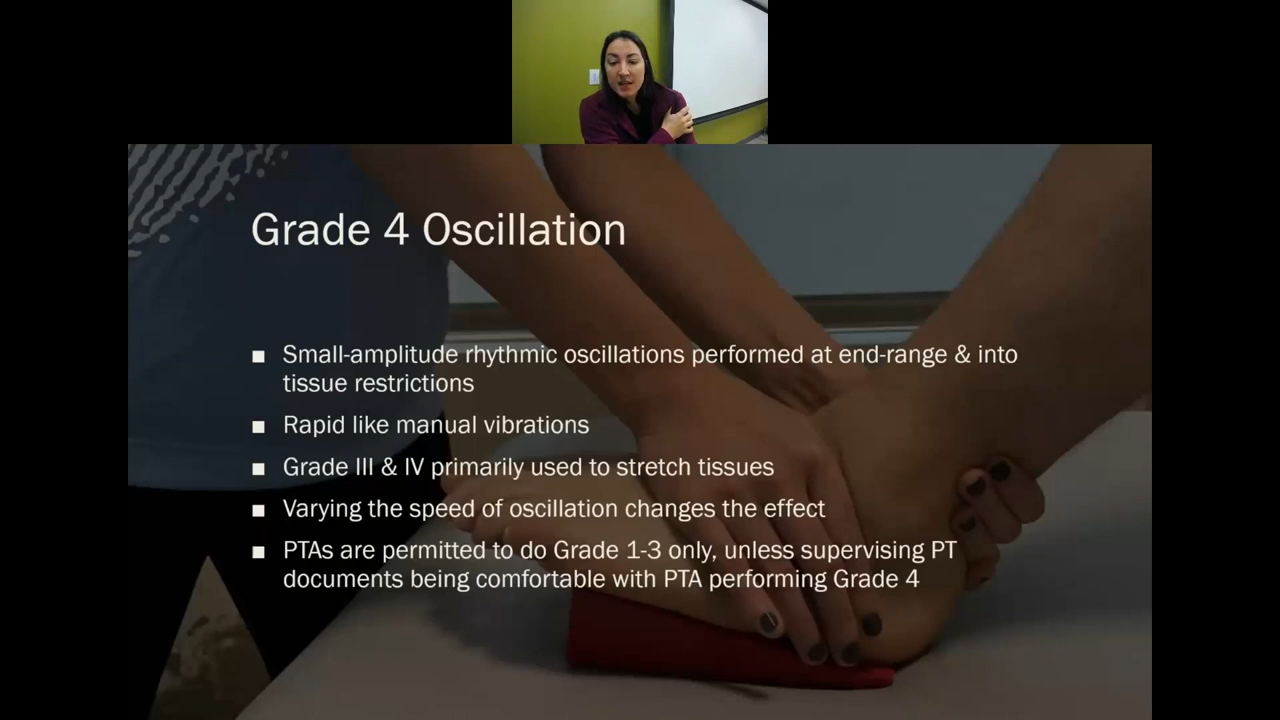 Grade 4 Oscillation
■ Small-amplitude rhythmic oscillations performed at end-range & into
tissue restrictions
■ Rapid like manual vibrations
■ Grade III & IV primarily used to stretch tissues
■ Varying the speed of oscillation changes the effect
■ PTAs are permitted to do Grade 1-3 only, unless supervising PT
documents being comfortable with PTA performing Grade 4